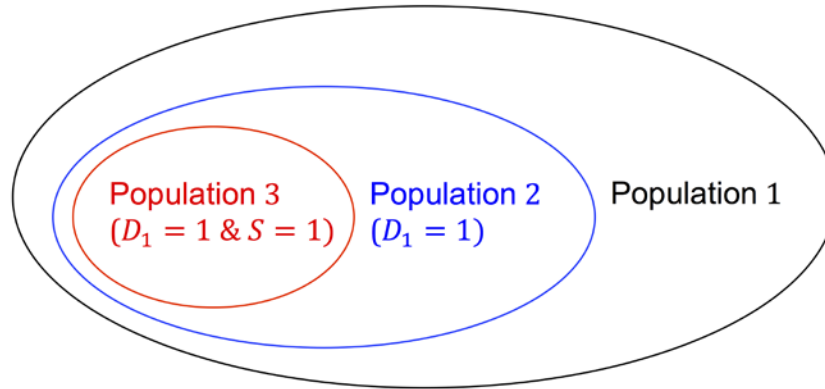 Population 3
(D₁ = 1 & S = 1)
Population 2
(D₁ = 1)
Population 1